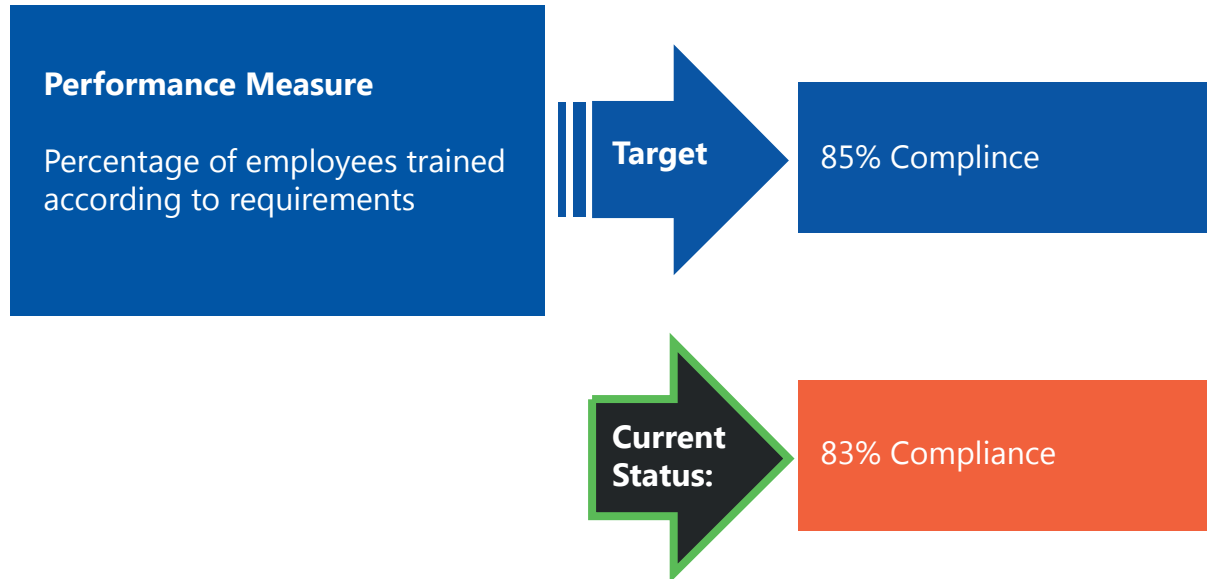 Performance Measure
Percentage of employees trained
according to requirements
Target
85% Complince
Current
Status:
83% Compliance